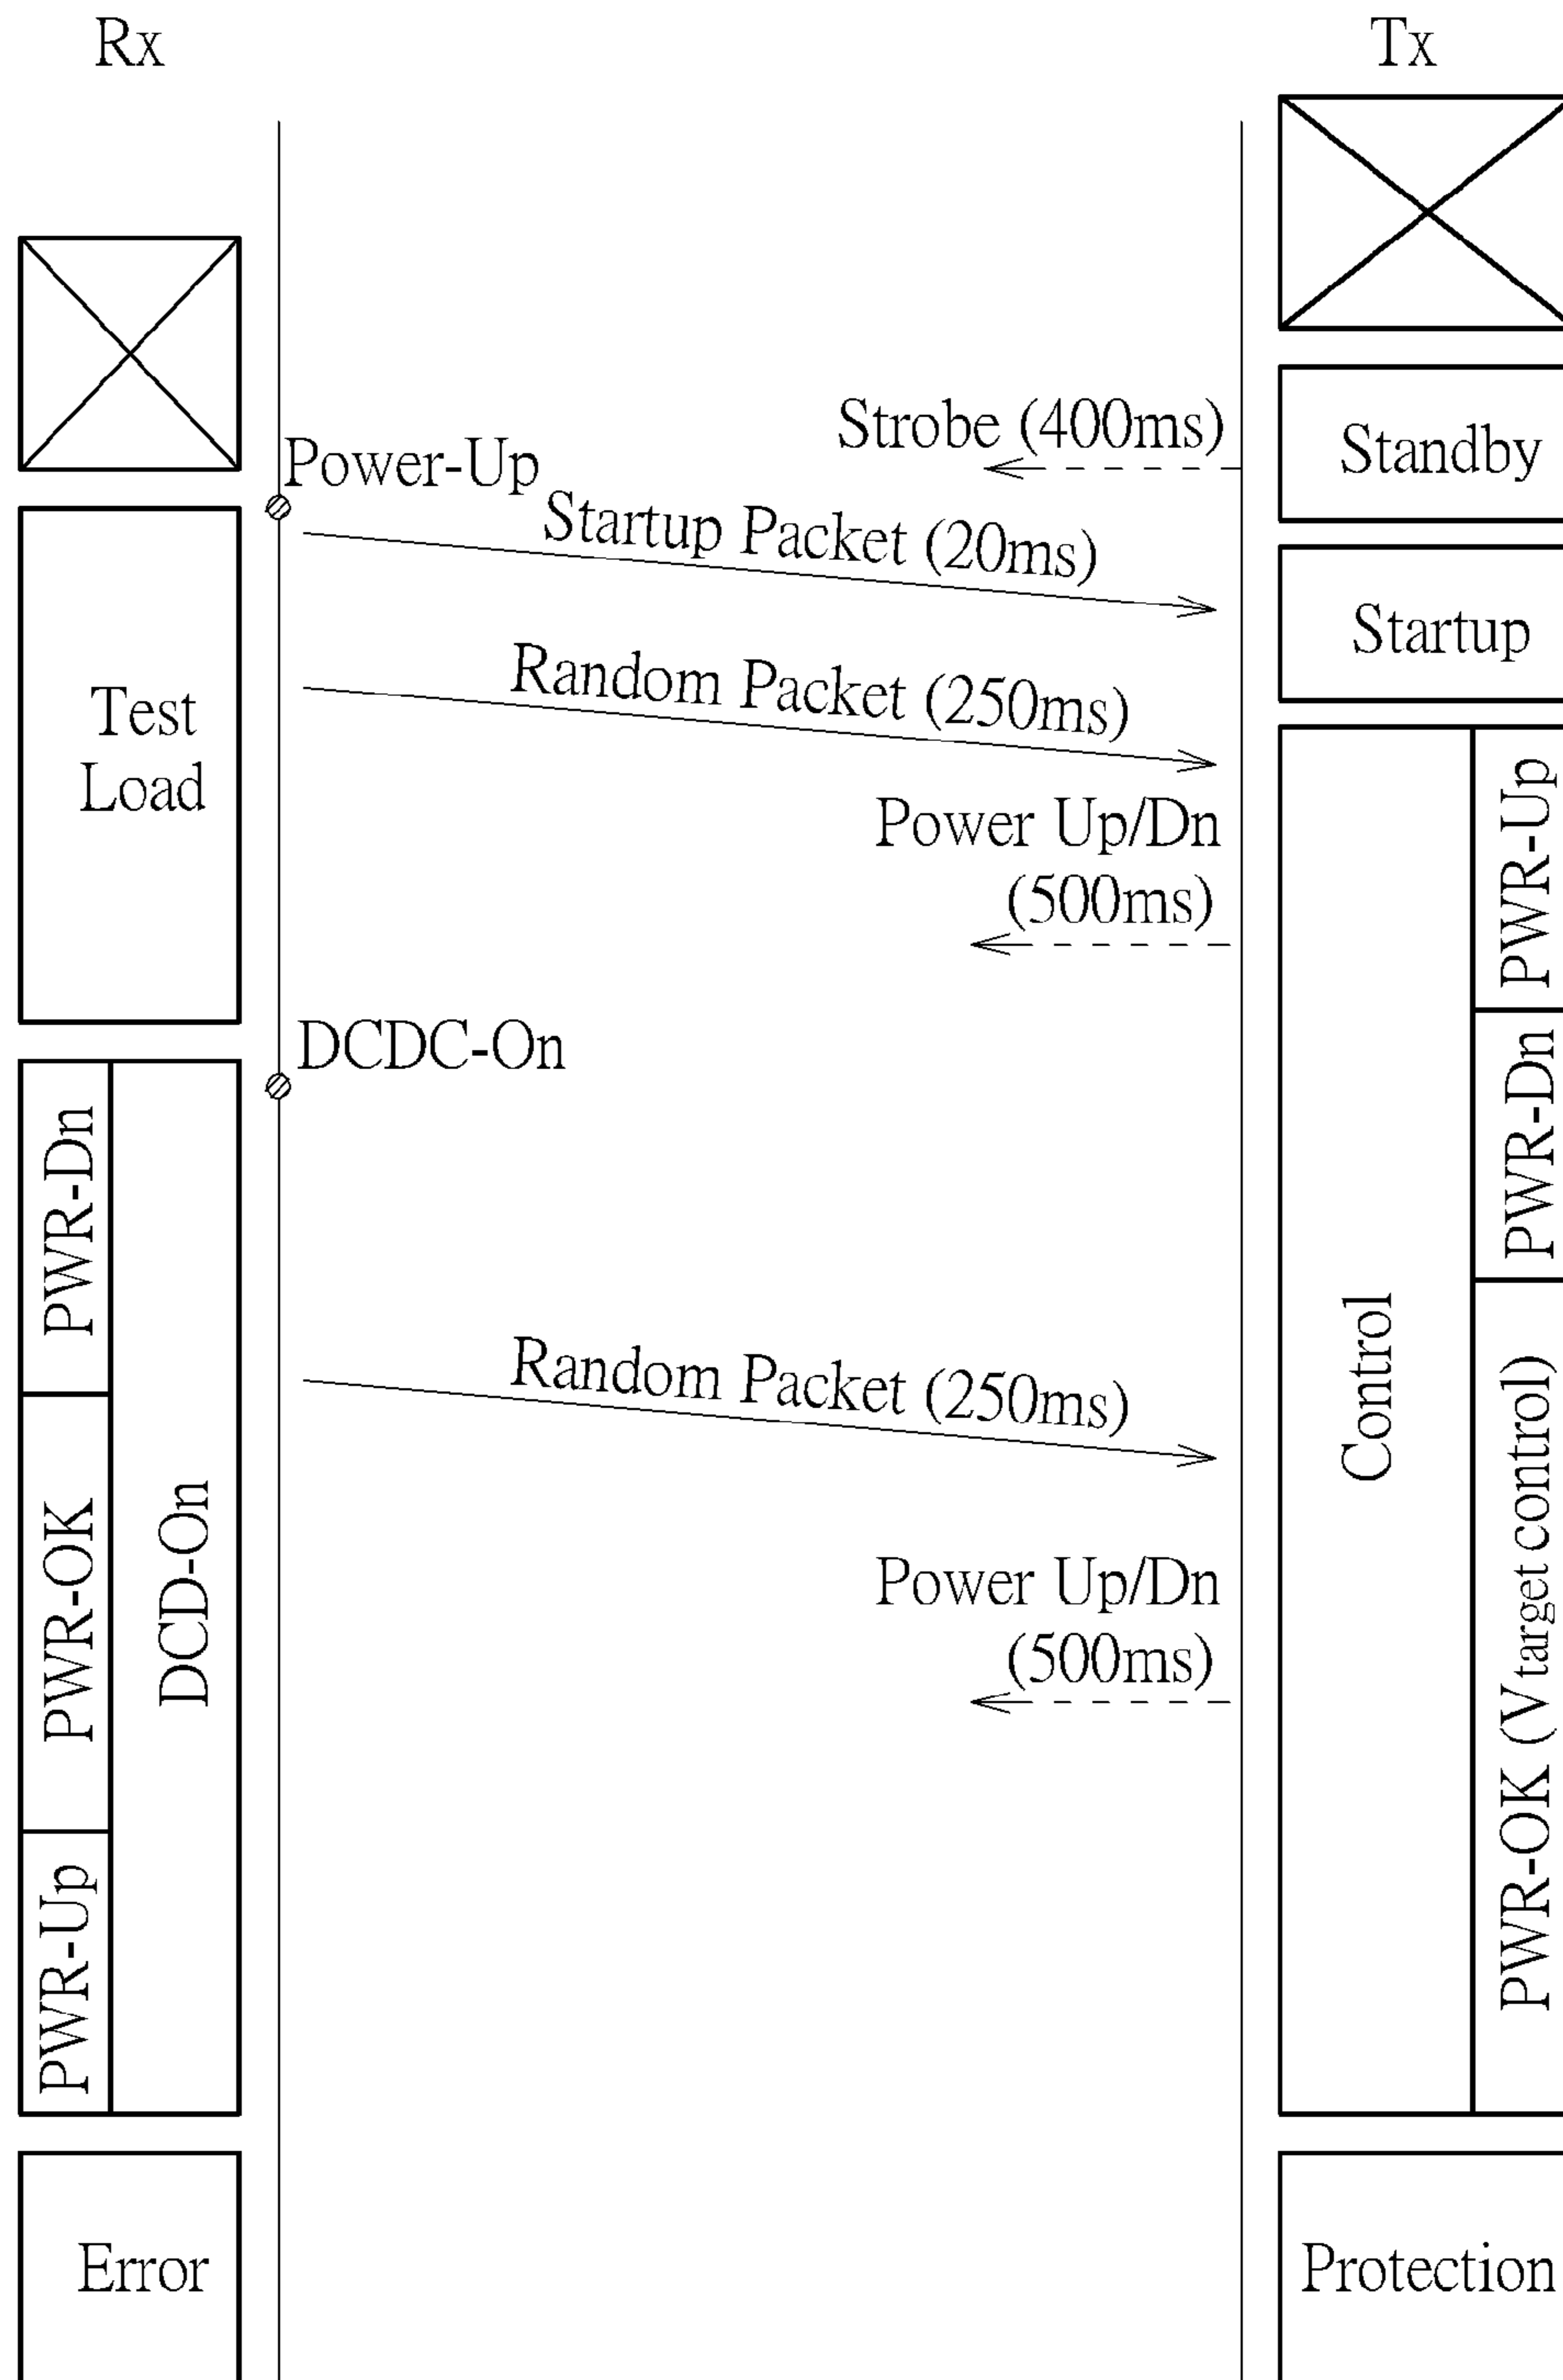 Rx
Tx
Strobe (400ms)
Standby
Power-Up
Startup Packet (20ms)
Startup
Random Packet (250ms)
Test
Load
Power Up/Dn
(500ms)
PWR-Up
DCDC-On
PWR-Dn
PWR-Dn
Control
Random Packet (250ms)
PWR-OK
DCD-On
PWR-OK (V target control)
Power Up/Dn
(500ms)
PWR-Up
Error
Protection